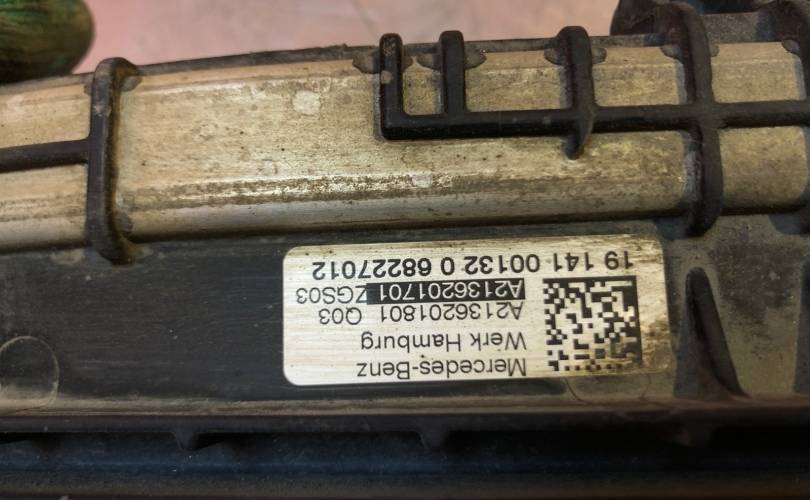 Mercedes-Benz
Werk Hamburg
A2136201801 Q03
A2136201701 ZGS03
19 141 00132 0 68227012